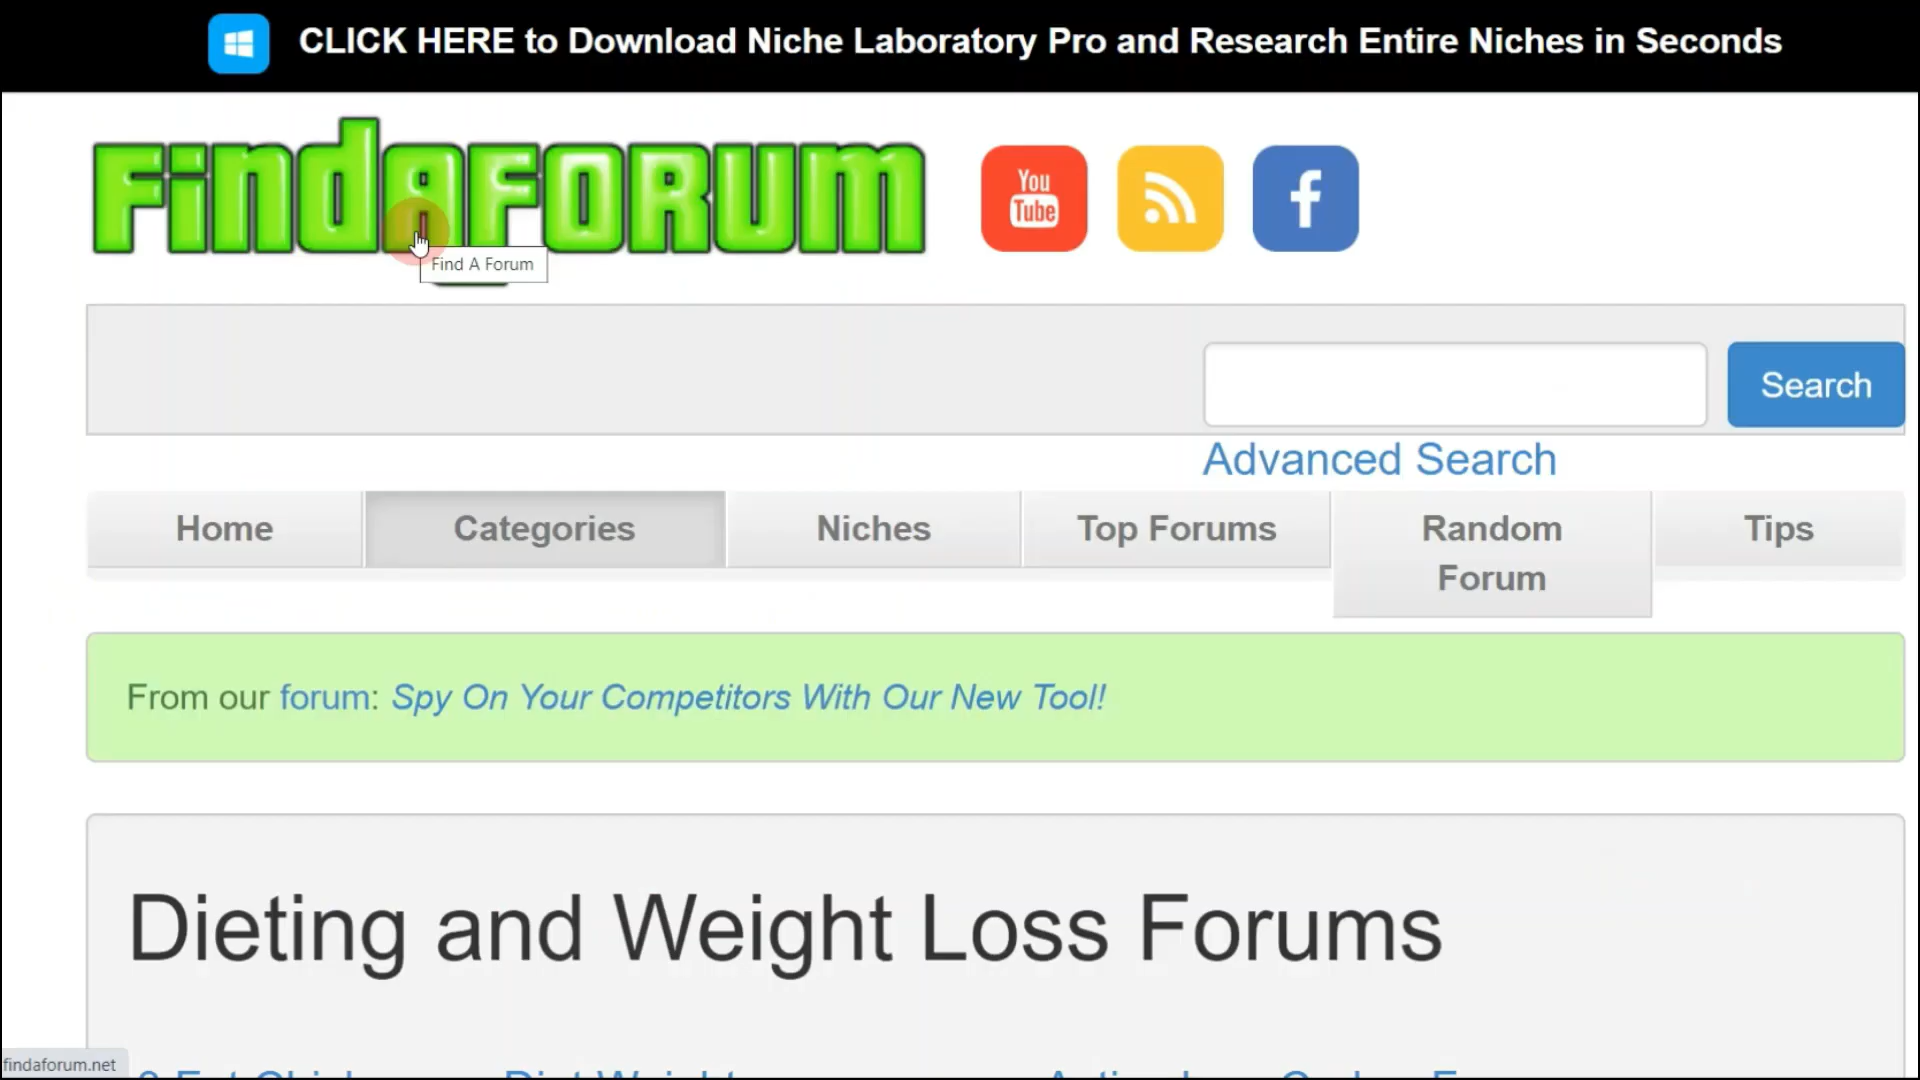 CLICK HERE to Download Niche Laboratory Pro and Research Entire Niches in Seconds
FindaFORUM
You
Tube
f
Find A Forum
Search
Advanced Search
Home
Categories
Niches
Top Forums
Random
Forum
Tips
From our forum: Spy On Your Competitors With Our New Tool!
Dieting and Weight Loss Forums
findaforum.net